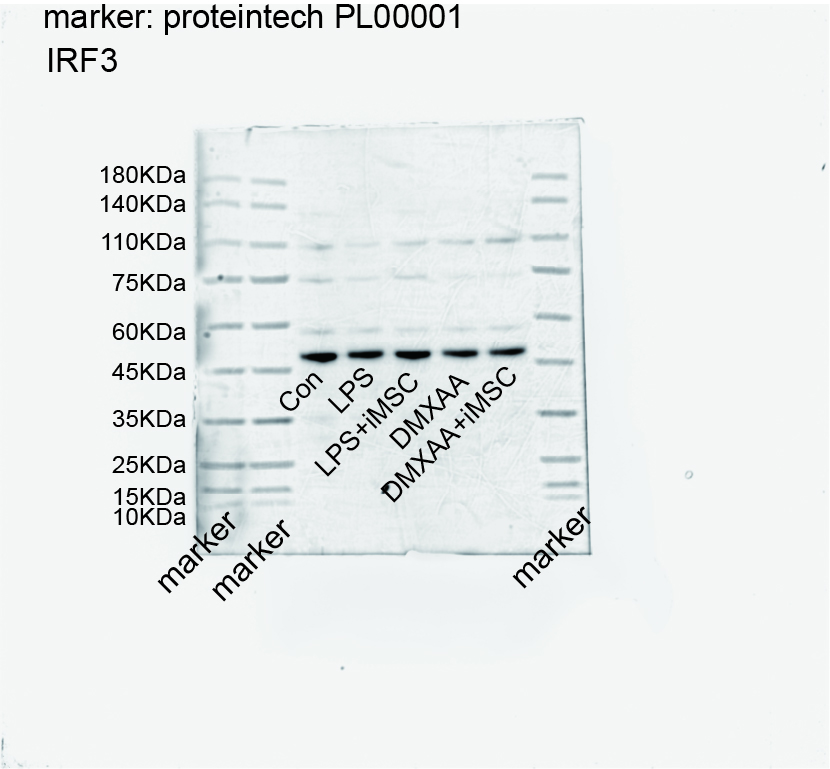 marker: proteintech PL00001
IRF3
180KDa
140KDa
110KDa
75KDa
60KDa
45KDa
35KDa
25KDa
15KDa
10KDa
Con
LPS
LPS+iMSC
DMXAA
DMXAA+iMSC
marker
marker
marker